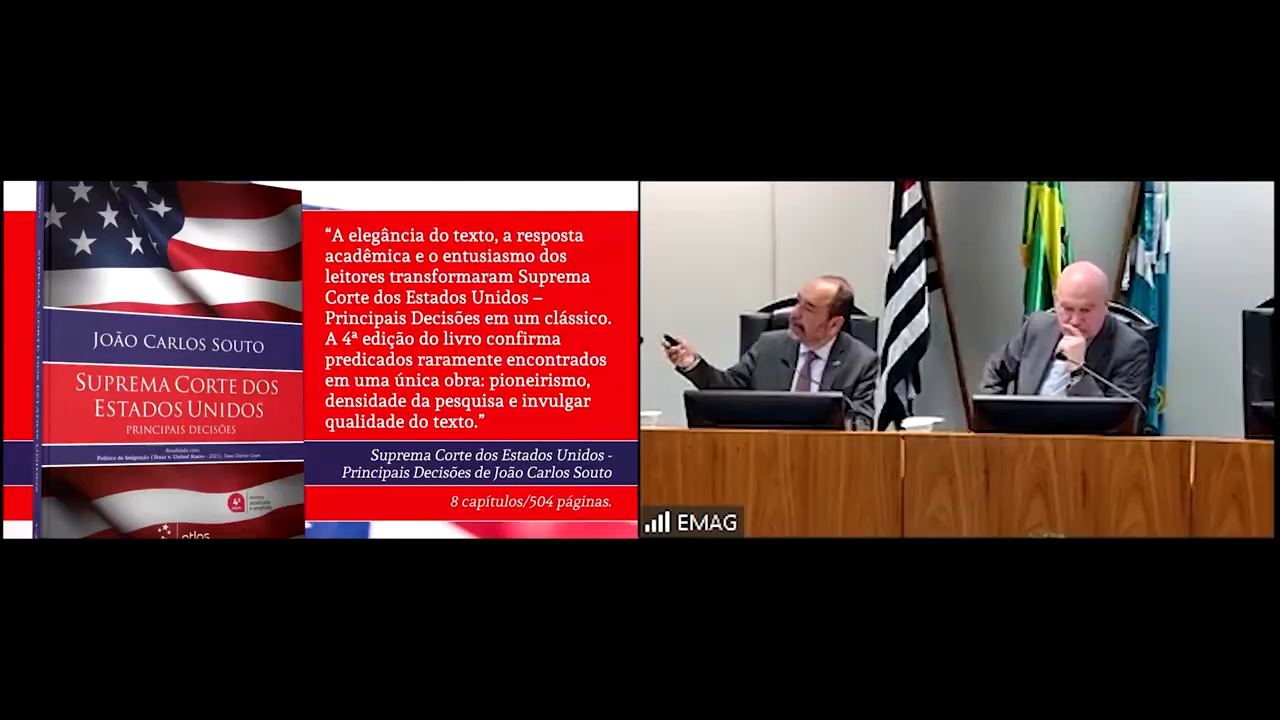 JOÃO CARLOS SOUTO
SUPREMA CORTE DOS
ESTADOS UNIDOS
PRINCIPAIS DECISÕES
4ª
atlas
“A elegância do texto, a resposta
acadêmica e o entusiasmo dos
leitores transformaram Suprema
Corte dos Estados Unidos –
Principais Decisões em um clássico.
A 4ª edição do livro confirma
predicados raramente encontrados
em uma única obra: pioneirismo,
densidade da pesquisa e invulgar
qualidade do texto.”
Suprema Corte dos Estados Unidos -
Principais Decisões de João Carlos Souto
8 capítulos/504 páginas.
EMAG